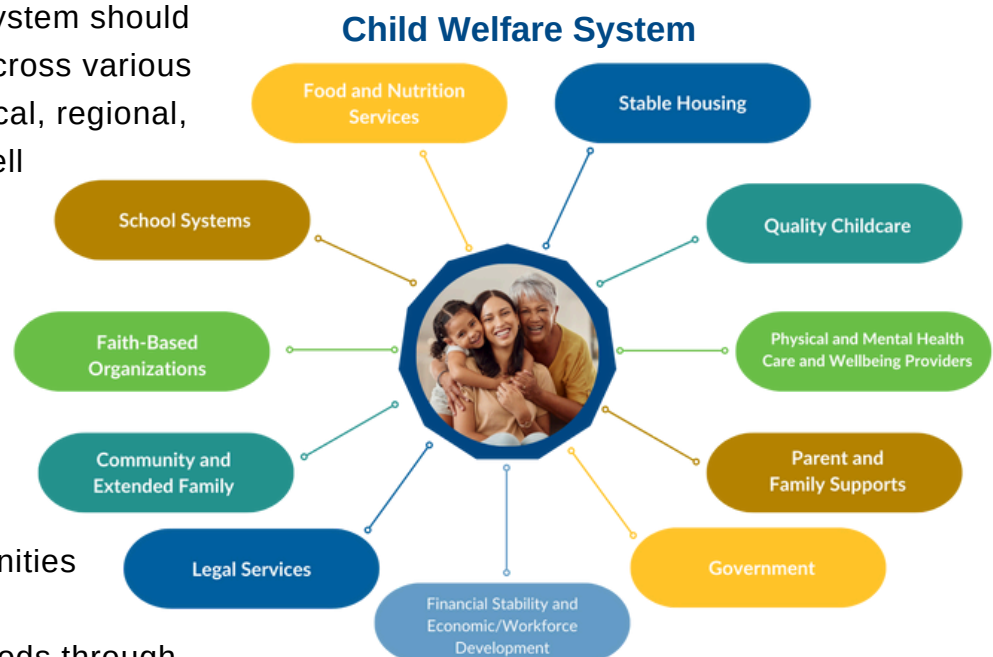 ystem should
cross various
cal, regional,
ell
nities
ods through
Child Welfare System
Food and Nutrition
Services
Stable Housing
School Systems
Quality Childcare
Faith-Based
Organizations
Physical and Mental Health
Care and Wellbeing Providers
Community and
Extended Family
Parent and
Family Supports
Legal Services
Government
Financial Stability and
Economic/Workforce
Development